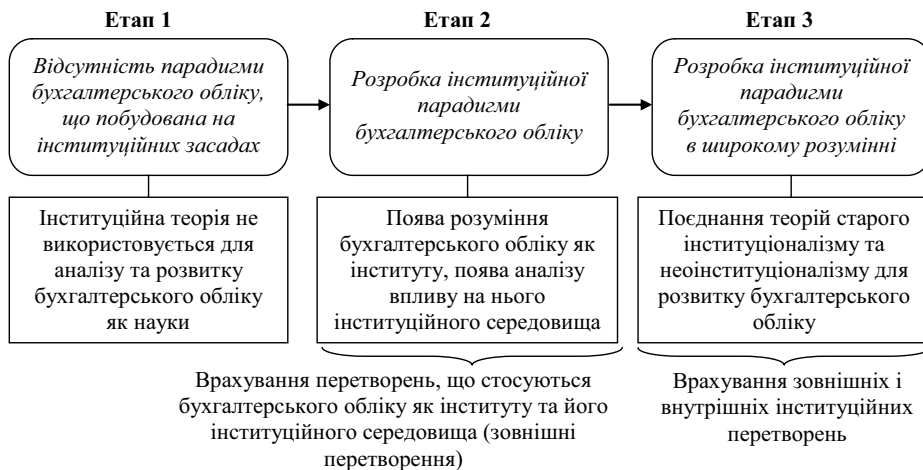 Етап 1
Відсутність парадигми
бухгалтерського обліку,
що побудована на
інституційних засадах
Інституційна теорія не
використовується для
аналізу та розвитку
бухгалтерського обліку
як науки
Етап 2
Розробка інституційної
парадигми
бухгалтерського обліку
Поява розуміння
бухгалтерського обліку як
інституту, поява аналізу
впливу на нього
інституційного середовища
Врахування перетворень, що стосуються
бухгалтерського обліку як інституту та його
інституційного середовища (зовнішні
перетворення)
Етап 3
Розробка інституційної
парадигми
бухгалтерського обліку
в широкому розумінні
Поєднання теорій старого
інституціоналізму та
неоінституціоналізму для
розвитку бухгалтерського
обліку
Врахування зовнішніх і
внутрішніх інституційних
перетворень